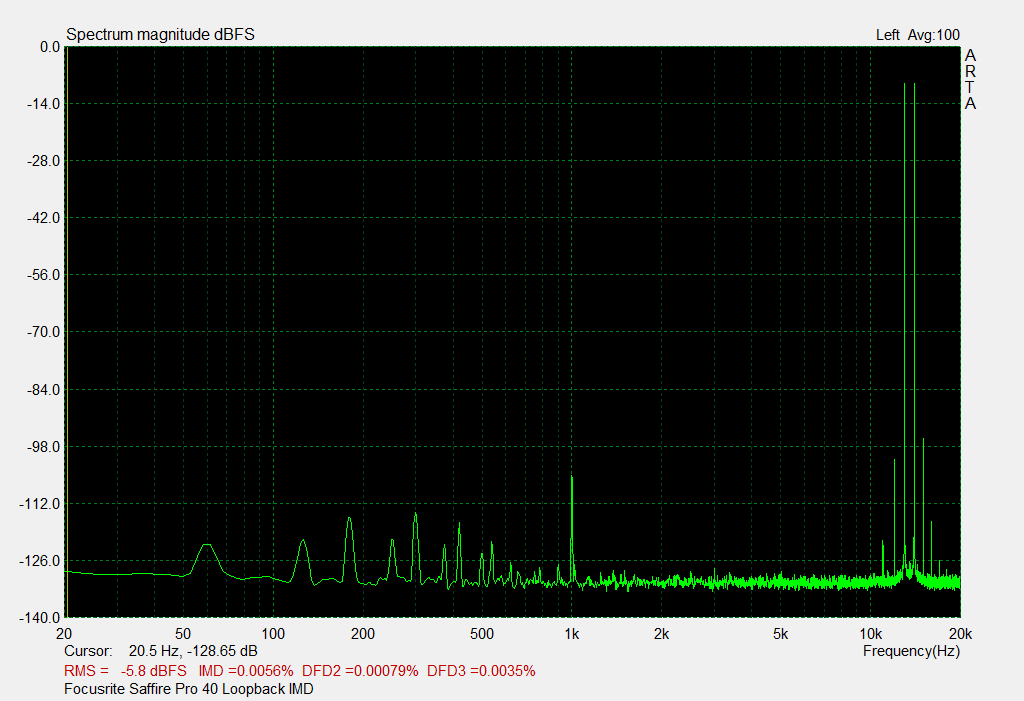 Spectrum magnitude dBFS Left Avg:100
ARTA
0.0
-14.0
-28.0
-42.0
-56.0
-70.0
-84.0
-98.0
-112.0
-126.0
-140.0
20 50 100 200 500 1k 2k 5k 10k 20k
Cursor: 20.5 Hz, -128.65 dB Frequency(Hz)
RMS = -5.8 dBFS IMD =0.0056% DFD2 =0.00079% DFD3 =0.0035%
Focusrite Saffire Pro 40 Loopback IMD